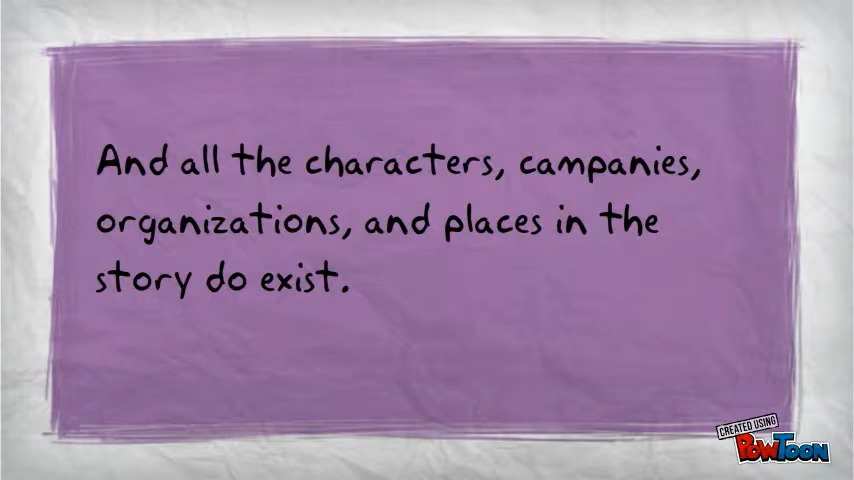 And all the characters, campanies,
organizations, and places in the
story do exist.
CREATED USING
POWTOON